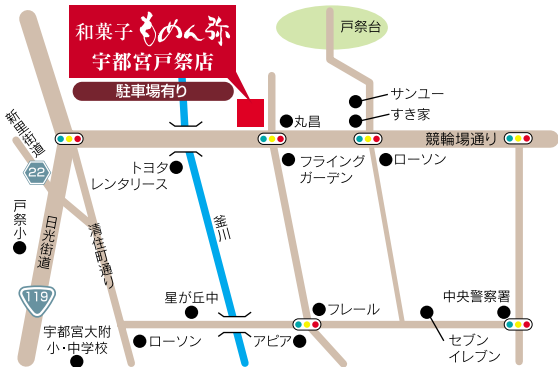 和菓子 もめん弥
宇都宮戸祭店
駐車場有り
戸祭台
サンユー
すき家
丸昌
競輪場通り
新里街道
22
トヨタ
レンタリース
フライング
ガーデン
ローソン
戸祭小
日光街道
清住町通り
釜川
119
星が丘中
フレール
中央警察署
宇都宮大附
小・中学校
ローソン
アピア
セブン
イレブン